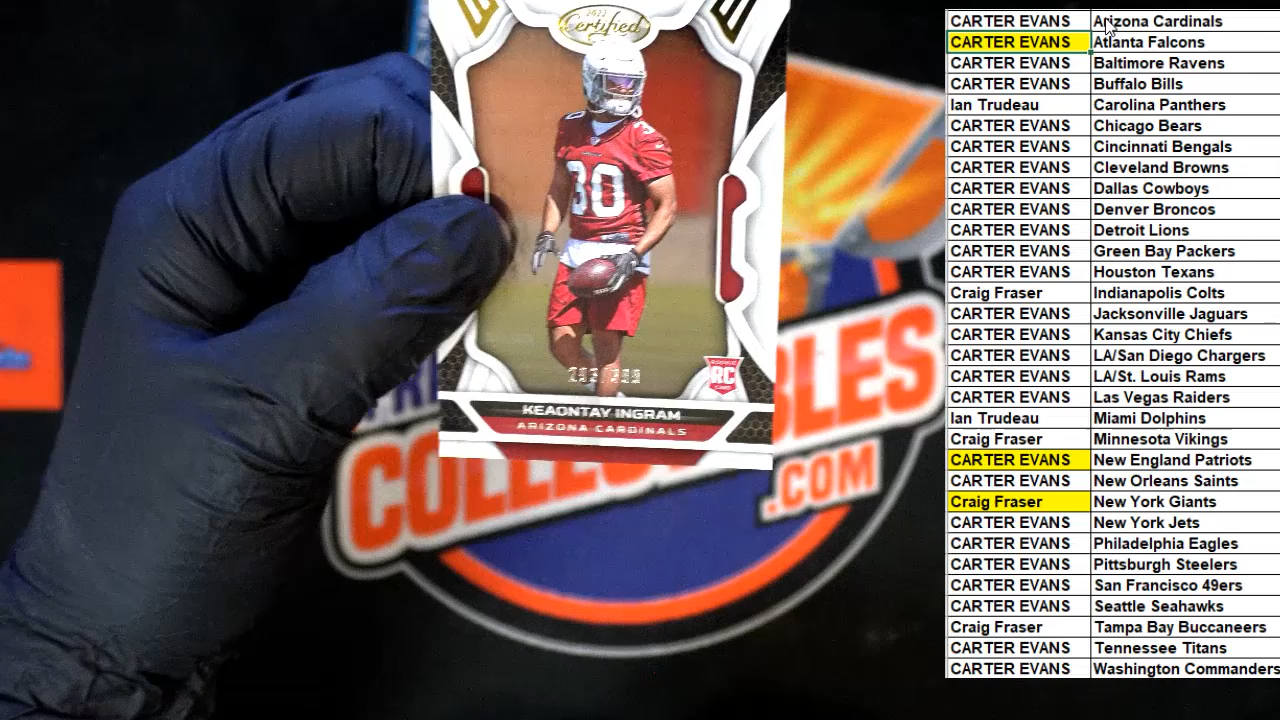 2022
Certified
30
293/399
ROOKIE
RC
KEAONTAY INGRAM
ARIZONA CARDINALS
.COM
CARTER EVANS Arizona Cardinals
CARTER EVANS Atlanta Falcons
CARTER EVANS Baltimore Ravens
CARTER EVANS Buffalo Bills
Ian Trudeau Carolina Panthers
CARTER EVANS Chicago Bears
CARTER EVANS Cincinnati Bengals
CARTER EVANS Cleveland Browns
CARTER EVANS Dallas Cowboys
CARTER EVANS Denver Broncos
CARTER EVANS Detroit Lions
CARTER EVANS Green Bay Packers
CARTER EVANS Houston Texans
Craig Fraser Indianapolis Colts
CARTER EVANS Jacksonville Jaguars
CARTER EVANS Kansas City Chiefs
CARTER EVANS LA/San Diego Chargers
CARTER EVANS LA/St. Louis Rams
CARTER EVANS Las Vegas Raiders
Ian Trudeau Miami Dolphins
Craig Fraser Minnesota Vikings
CARTER EVANS New England Patriots
CARTER EVANS New Orleans Saints
Craig Fraser New York Giants
CARTER EVANS New York Jets
CARTER EVANS Philadelphia Eagles
CARTER EVANS Pittsburgh Steelers
CARTER EVANS San Francisco 49ers
CARTER EVANS Seattle Seahawks
Craig Fraser Tampa Bay Buccaneers
CARTER EVANS Tennessee Titans
CARTER EVANS Washington Commanders